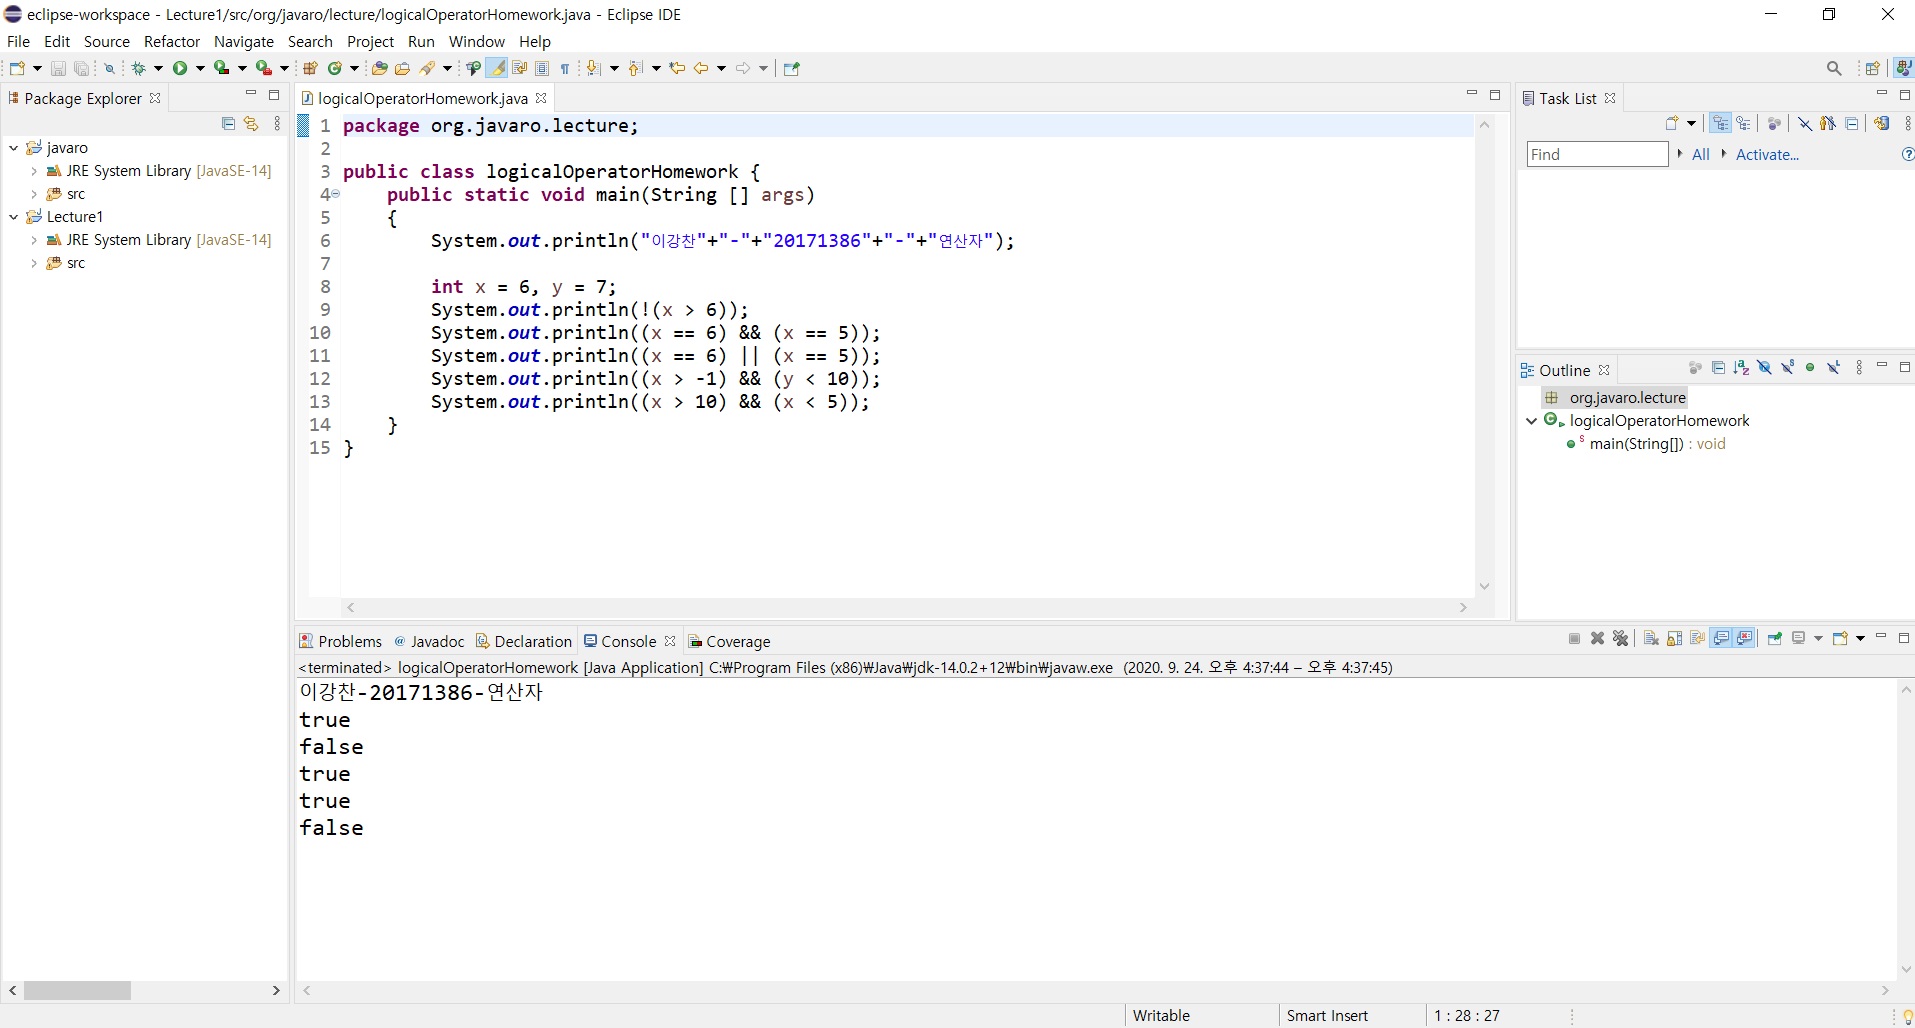 eclipse-workspace - Lecture1/src/org/javaro/lecture/logicalOperatorHomework.java - Eclipse IDE
File Edit Source Refactor Navigate Search Project Run Window Help
Package Explorer
javaro
JRE System Library [JavaSE-14]
src
Lecture1
JRE System Library [JavaSE-14]
src
logicalOperatorHomework.java
1 package org.javaro.lecture;
2
3 public class logicalOperatorHomework {
4 public static void main(String [] args)
5 {
6 System.out.println("이강찬"+"-"+"20171386"+"-"+"연산자");
7
8 int x = 6, y = 7;
9 System.out.println(!(x > 6));
10 System.out.println((x == 6) && (x == 5));
11 System.out.println((x == 6) || (x == 5));
12 System.out.println((x > -1) && (y < 10));
13 System.out.println((x > 10) && (x < 5));
14 }
15 }
Task List
Find All Activate...
Outline
org.javaro.lecture
logicalOperatorHomework
main(String[]) : void
Problems Javadoc Declaration Console Coverage
<terminated> logicalOperatorHomework [Java Application] C:₩Program Files (x86)₩Java₩jdk-14.0.2+12₩bin₩javaw.exe (2020. 9. 24. 오후 4:37:44 – 오후 4:37:45)
이강찬-20171386-연산자
true
false
true
true
false
Writable Smart Insert 1 : 28 : 27